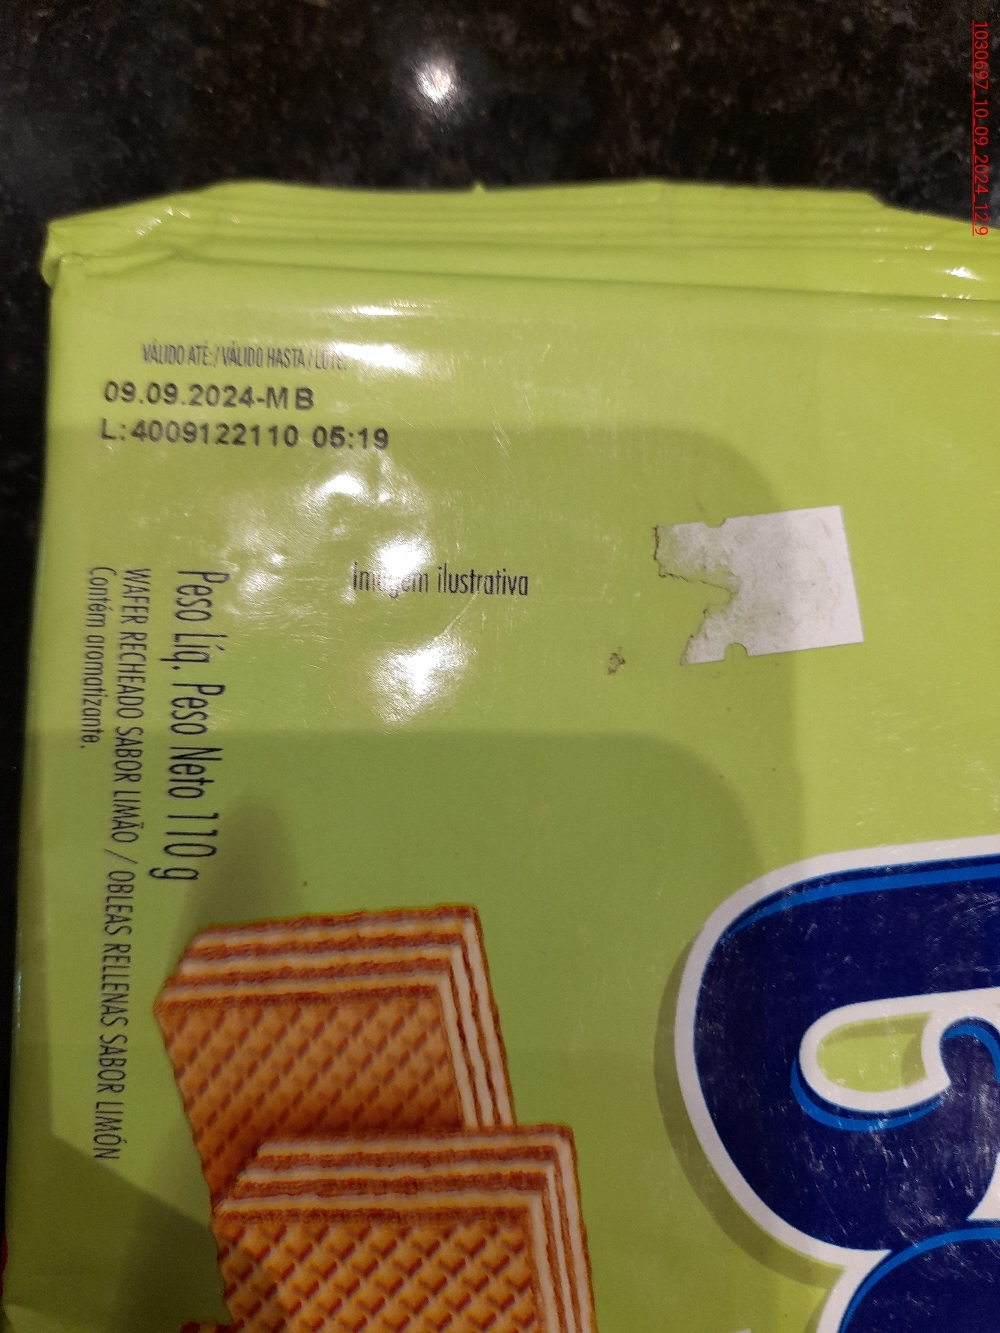 1030697_10_09_2024_12:9
VÁLIDO ATÉ:/VÁLIDO HASTA/LOTE:
09.09.2024-MB
L:4009122110 05:19
Imagem ilustrativa
Peso Líq. Peso Neto 110 g
WAFER RECHEADO SABOR LIMÃO / OBLEAS RELLENAS SABOR LIMÓN
Contém aromatizante.